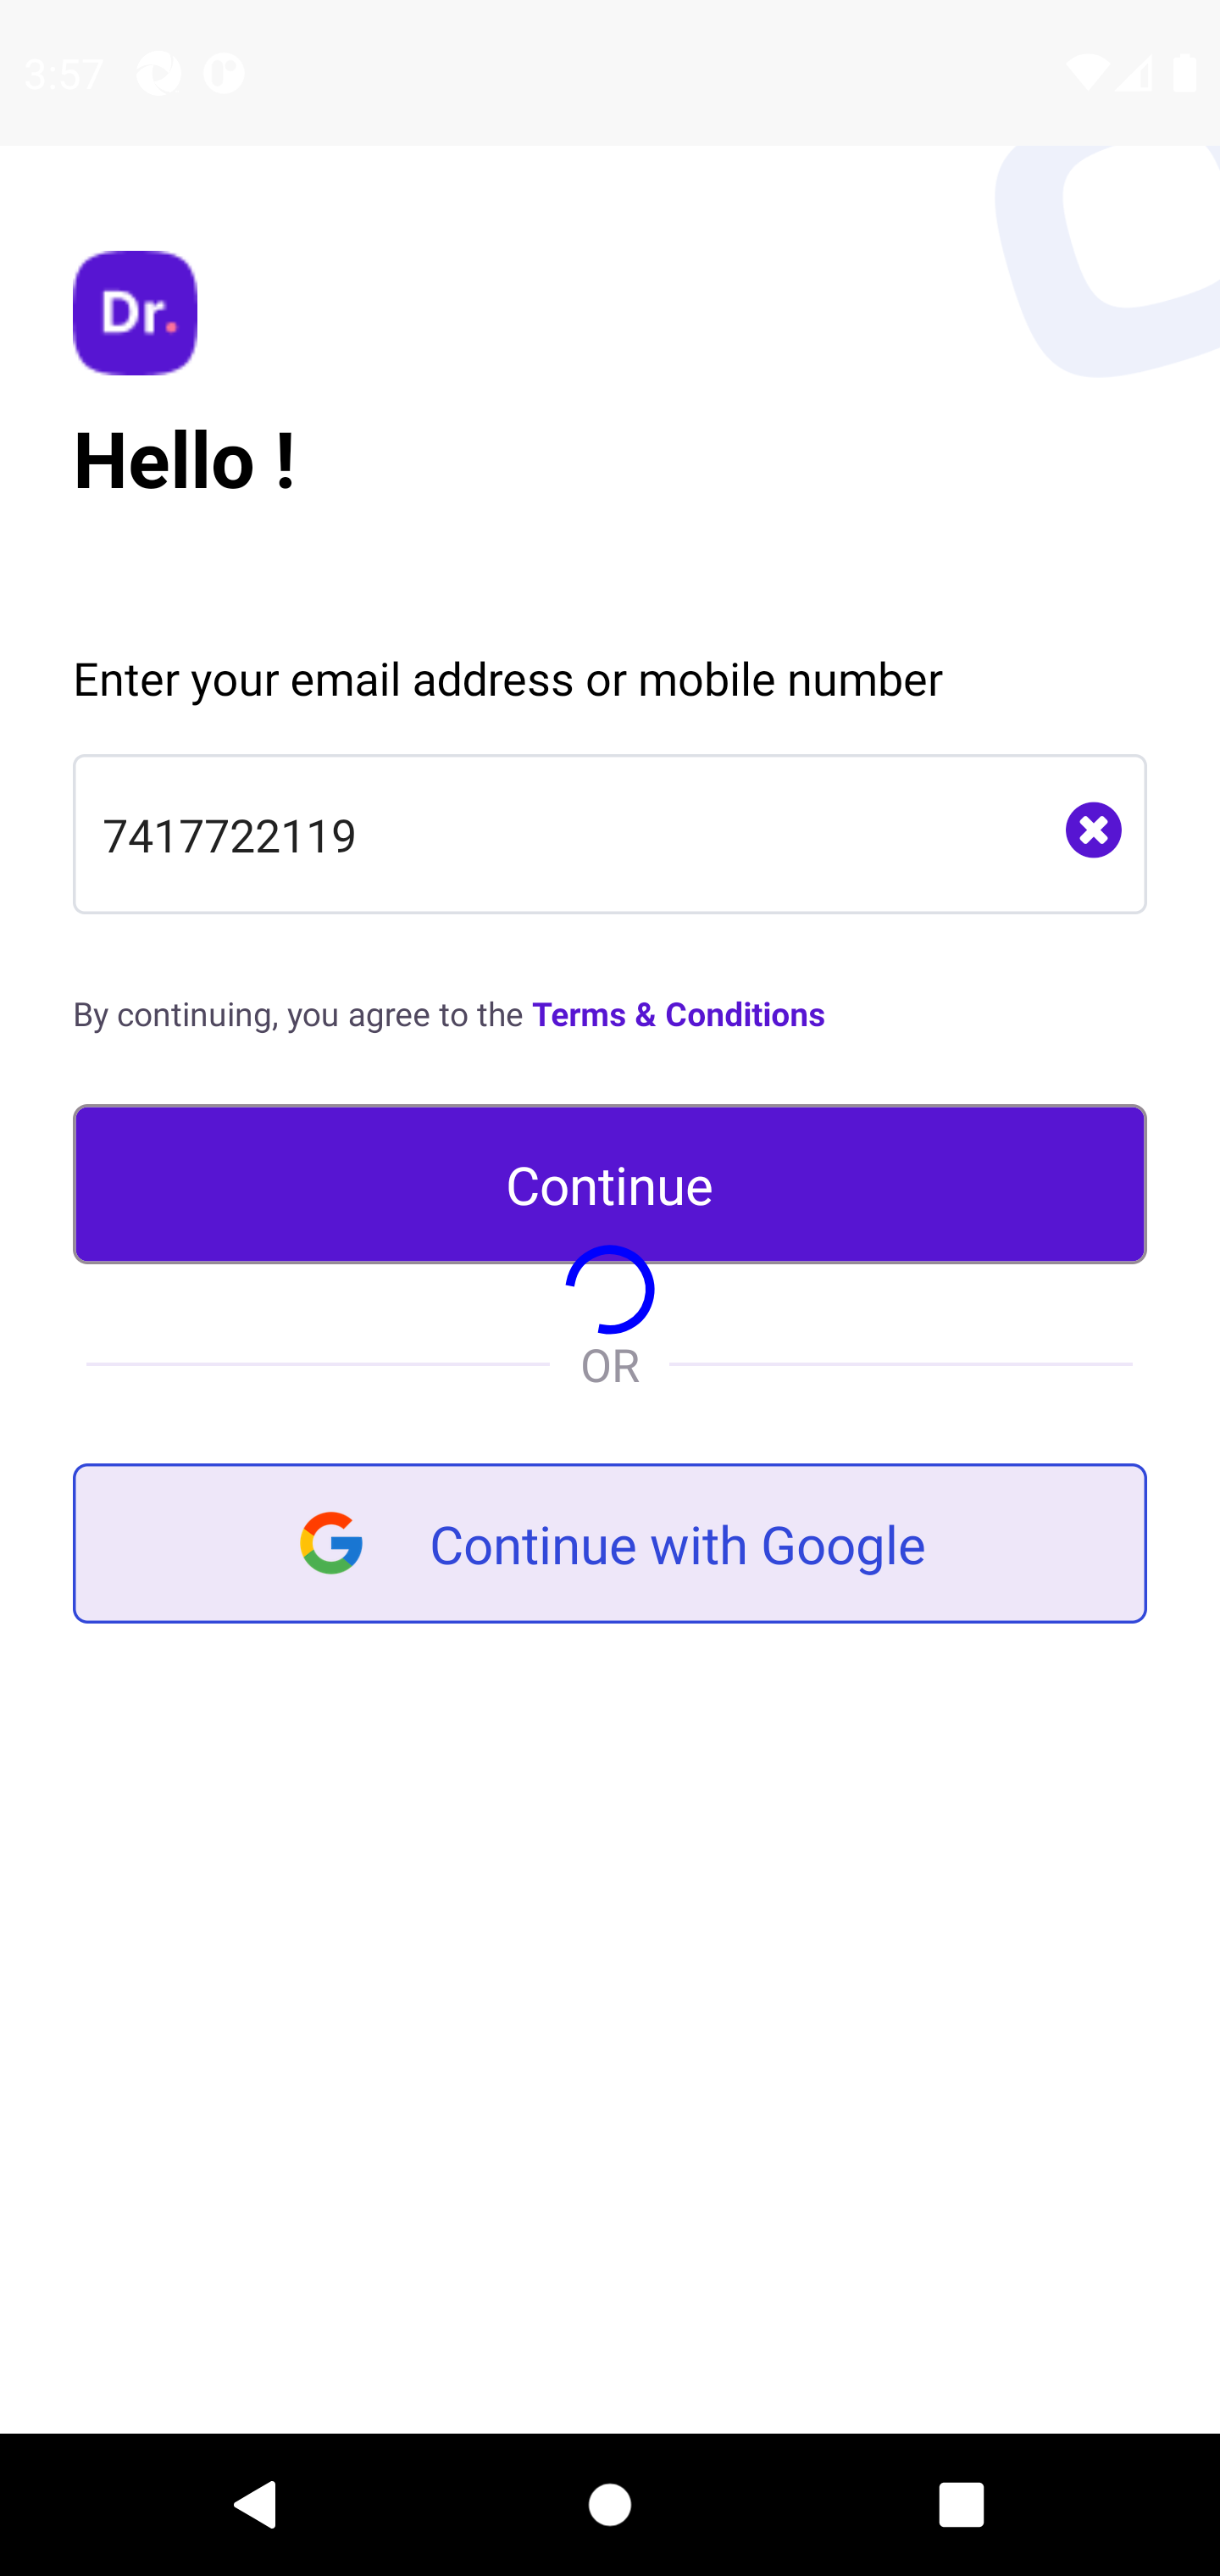 3:57
Dr.
Hello !
Enter your email address or mobile number
7417722119
By continuing, you agree to the Terms & Conditions
Continue
OR
Continue with Google